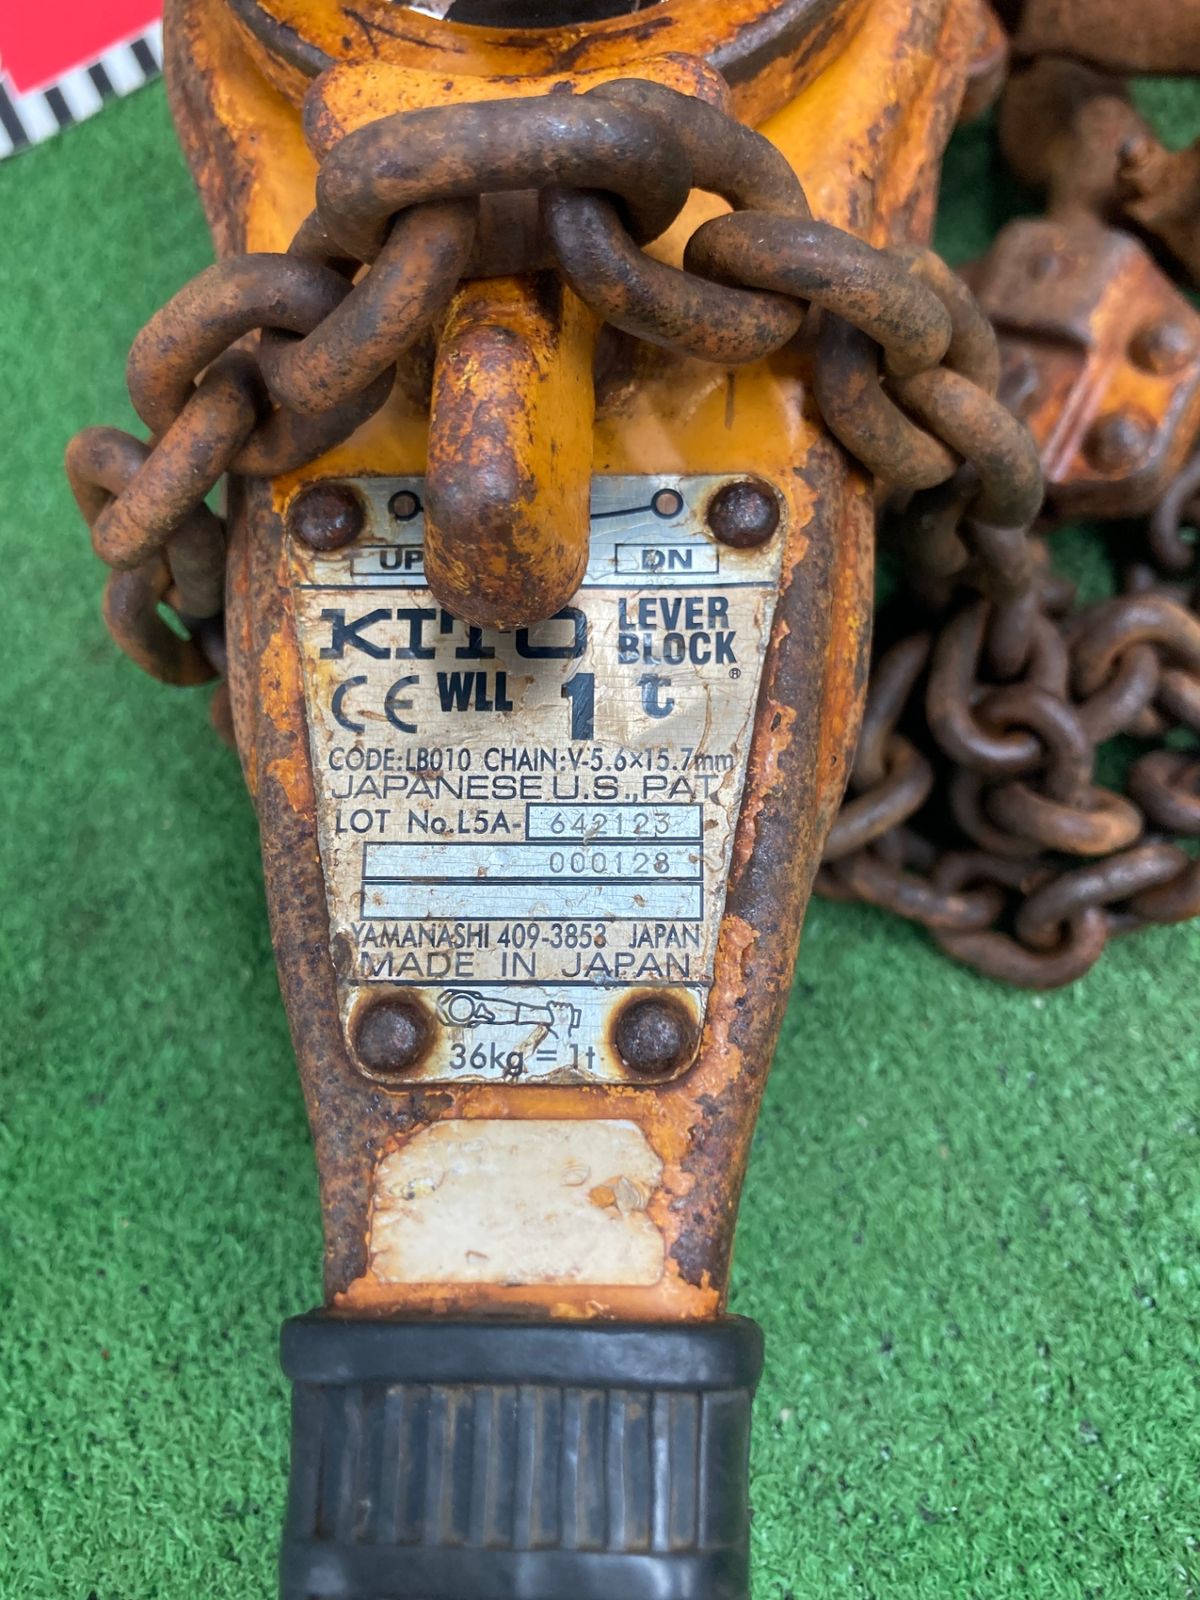 UP DN
KITO LEVER BLOCK ®
CE WLL 1 t
CODE:LB010 CHAIN:V-5.6×15.7mm
JAPANESE U.S.,PAT.
LOT No.L5A-642123
000128
YAMANASHI 409-3853 JAPAN
MADE IN JAPAN
36kg = 1t